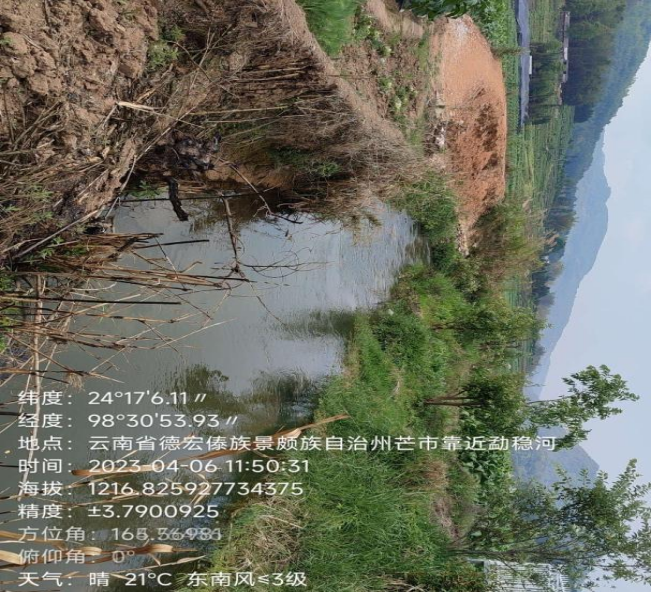 纬度: 24°17'6.11〃
经度: 98°30'53.93〃
地点: 云南省德宏傣族景颇族自治州芒市靠近勐稳河
时间: 2023-04-06 11:50:31
海拔: 1216.825927734375
精度: ±3.7900925
方位角:
俯仰角: 0°
天气: 晴 21℃ 东南风≤3级